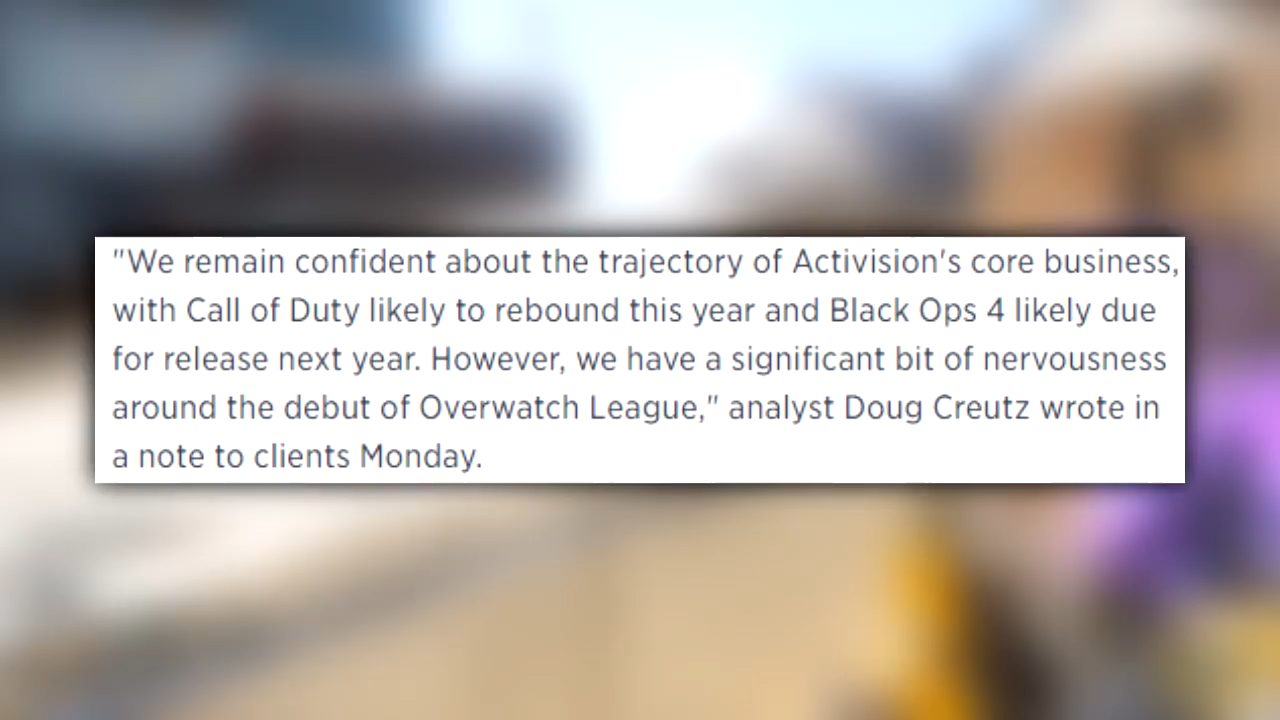 "We remain confident about the trajectory of Activision's core business,
with Call of Duty likely to rebound this year and Black Ops 4 likely due
for release next year. However, we have a significant bit of nervousness
around the debut of Overwatch League," analyst Doug Creutz wrote in
a note to clients Monday.